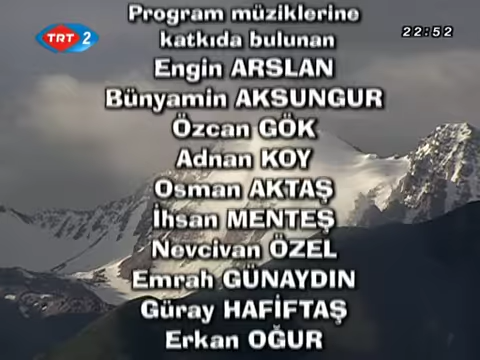 Program müziklerine
TRT 2
22:52
katkıda bulunan
Engin ARSLAN
Bünyamin AKSUNGUR
Özcan GÖK
Adnan KOY
Osman AKTAŞ
İhsan MENTEŞ
Nevcivan ÖZEL
Emrah GÜNAYDIN
Güray HAFİFTAŞ
Erkan OĞUR